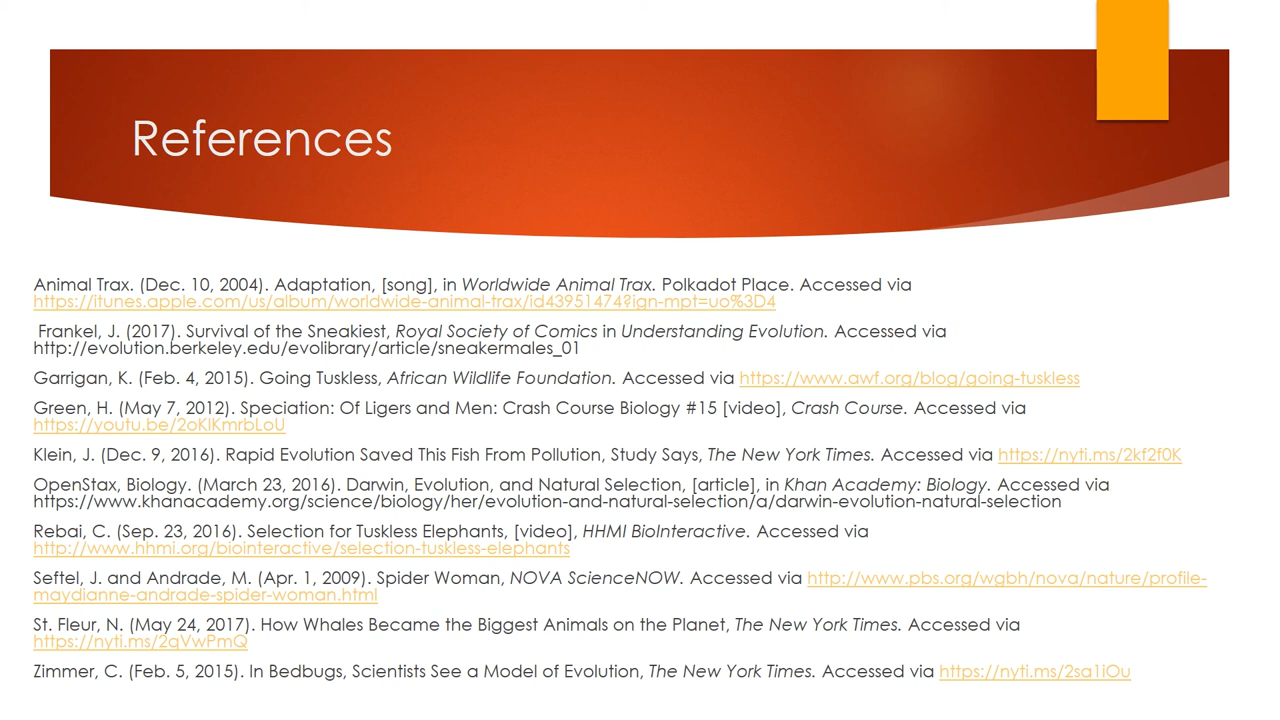 References
Animal Trax. (Dec. 10, 2004). Adaptation, [song], in Worldwide Animal Trax. Polkadot Place. Accessed via
https://itunes.apple.com/us/album/worldwide-animal-trax/id43951474?ign-mpt=uo%3D4
Frankel, J. (2017). Survival of the Sneakiest, Royal Society of Comics in Understanding Evolution. Accessed via
http://evolution.berkeley.edu/evolibrary/article/sneakermales_01
Garrigan, K. (Feb. 4, 2015). Going Tuskless, African Wildlife Foundation. Accessed via https://www.awf.org/blog/going-tuskless
Green, H. (May 7, 2012). Speciation: Of Ligers and Men: Crash Course Biology #15 [video], Crash Course. Accessed via
https://youtu.be/2oKlKmrbLoU
Klein, J. (Dec. 9, 2016). Rapid Evolution Saved This Fish From Pollution, Study Says, The New York Times. Accessed via https://nyti.ms/2kf2f0K
OpenStax, Biology. (March 23, 2016). Darwin, Evolution, and Natural Selection, [article], in Khan Academy: Biology. Accessed via
https://www.khanacademy.org/science/biology/her/evolution-and-natural-selection/a/darwin-evolution-natural-selection
Rebai, C. (Sep. 23, 2016). Selection for Tuskless Elephants, [video], HHMI BioInteractive. Accessed via
http://www.hhmi.org/biointeractive/selection-tuskless-elephants
Seftel, J. and Andrade, M. (Apr. 1, 2009). Spider Woman, NOVA ScienceNOW. Accessed via http://www.pbs.org/wgbh/nova/nature/profile-
maydianne-andrade-spider-woman.html
St. Fleur, N. (May 24, 2017). How Whales Became the Biggest Animals on the Planet, The New York Times. Accessed via
https://nyti.ms/2qVwPmQ
Zimmer, C. (Feb. 5, 2015). In Bedbugs, Scientists See a Model of Evolution, The New York Times. Accessed via https://nyti.ms/2sa1iOu